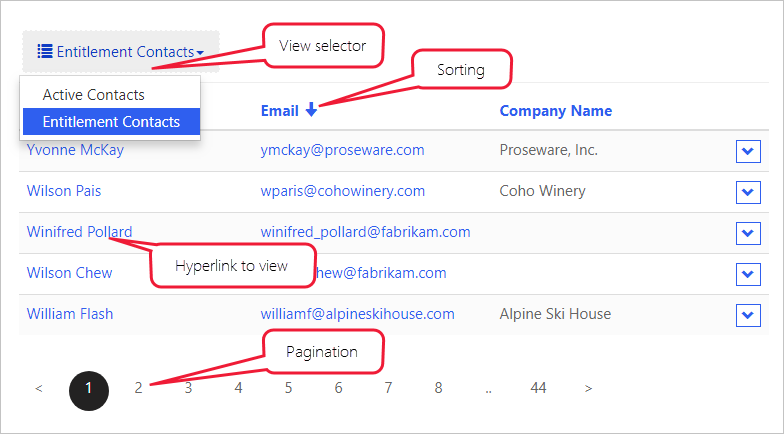 Entitlement Contacts
View selector
Active Contacts
Entitlement Contacts
Sorting
Email Company Name
Yvonne McKay ymckay@proseware.com Proseware, Inc.
Wilson Pais wparis@cohowinery.com Coho Winery
Winifred Pollard winifred_pollard@fabrikam.com
Hyperlink to view
Wilson Chew hew@fabrikam.com
William Flash williamf@alpineskihouse.com Alpine Ski House
Pagination
< 1 2 3 4 5 6 7 8 .. 44 >